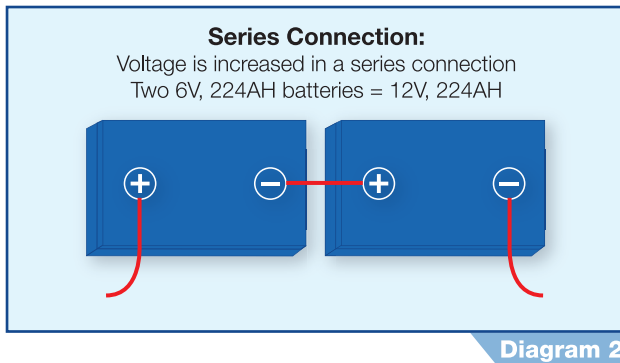 Series Connection:
Voltage is increased in a series connection
Two 6V, 224AH batteries = 12V, 224AH
+ − + −
Diagram 2